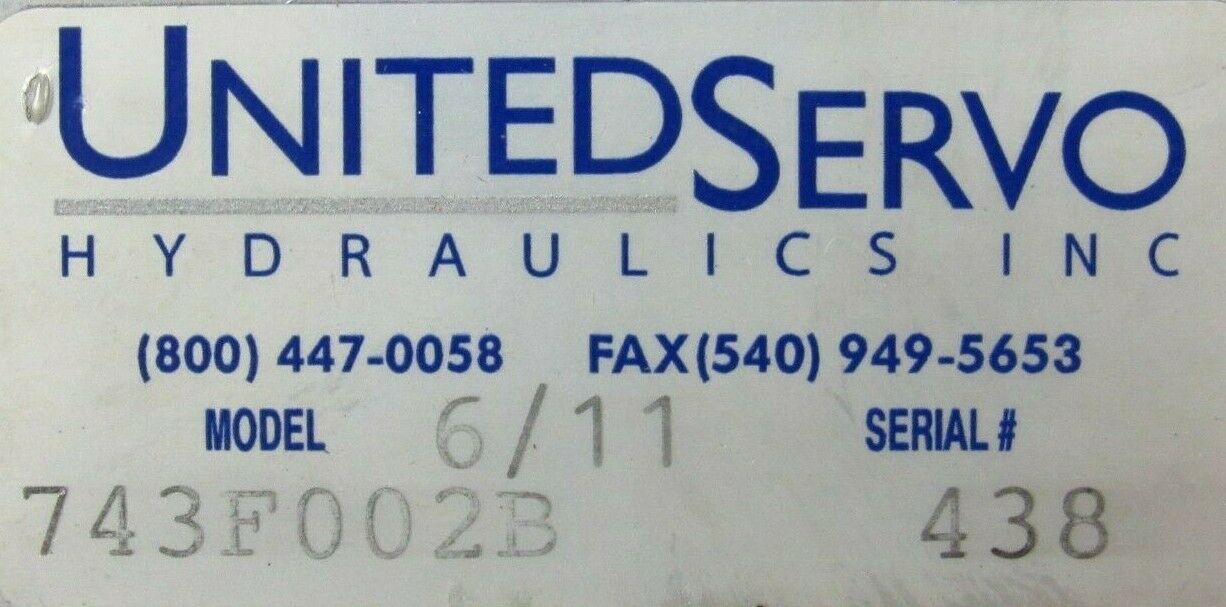 UNITEDSERVO
HYDRAULICS INC
(800) 447-0058 FAX (540) 949-5653
MODEL 6/11 SERIAL #
743F002B 438